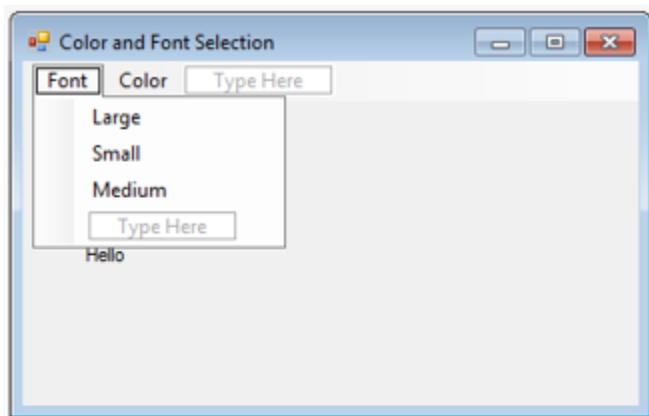 Color and Font Selection
Font Color Type Here
Large
Small
Medium
Type Here
Hello